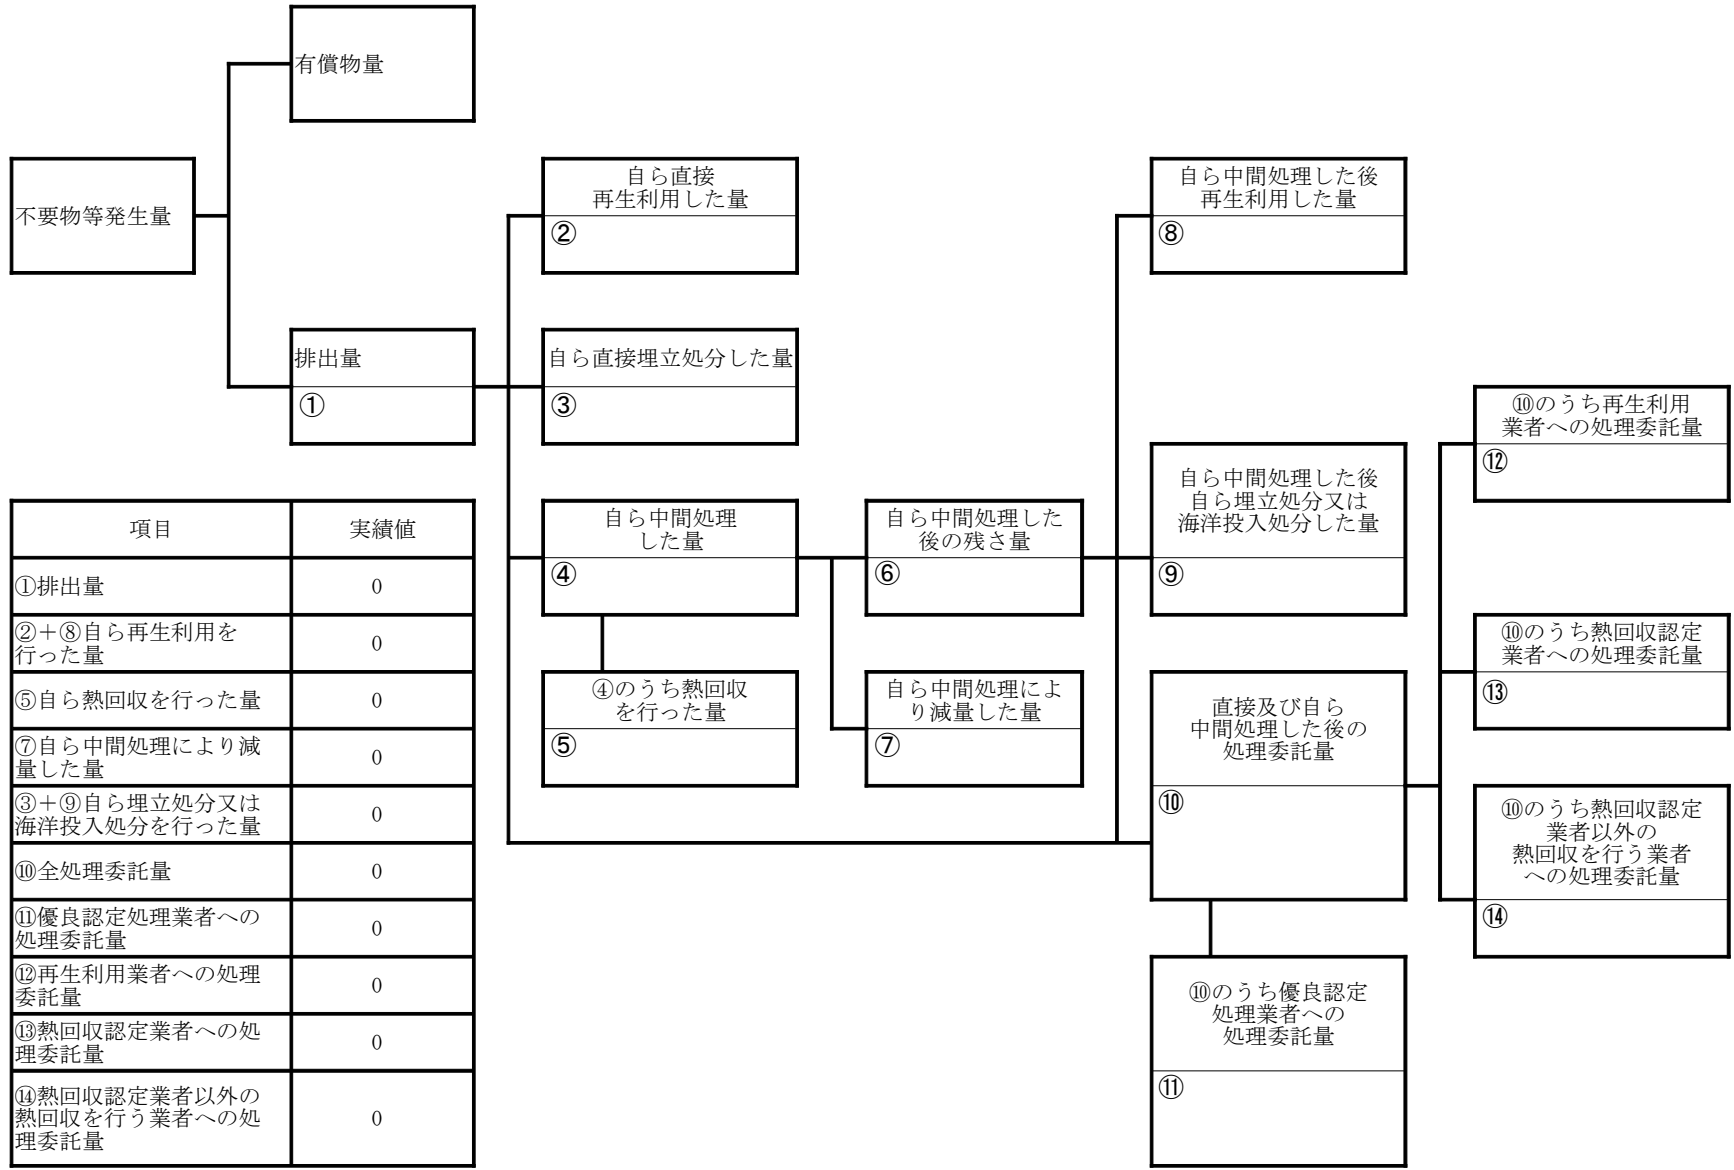 有償物量
不要物等発生量
排出量
①
自ら直接
再生利用した量
②
自ら直接埋立処分した量
③
自ら中間処理
した量
④
④のうち熱回収
を行った量
⑤
自ら中間処理した
後の残さ量
⑥
自ら中間処理によ
り減量した量
⑦
自ら中間処理した後
再生利用した量
⑧
自ら中間処理した後
自ら埋立処分又は
海洋投入処分した量
⑨
直接及び自ら
中間処理した後の
処理委託量
⑩
⑩のうち優良認定
処理業者への
処理委託量
⑪
⑩のうち再生利用
業者への処理委託量
⑫
⑩のうち熱回収認定
業者への処理委託量
⑬
⑩のうち熱回収認定
業者以外の
熱回収を行う業者
への処理委託量
⑭
項目 実績値
①排出量 0
②+⑧自ら再生利用を
行った量 0
⑤自ら熱回収を行った量 0
⑦自ら中間処理により減
量した量 0
③+⑨自ら埋立処分又は
海洋投入処分を行った量 0
⑩全処理委託量 0
⑪優良認定処理業者への
処理委託量 0
⑫再生利用業者への処理
委託量 0
⑬熱回収認定業者への処
理委託量 0
⑭熱回収認定業者以外の
熱回収を行う業者への処 0
理委託量